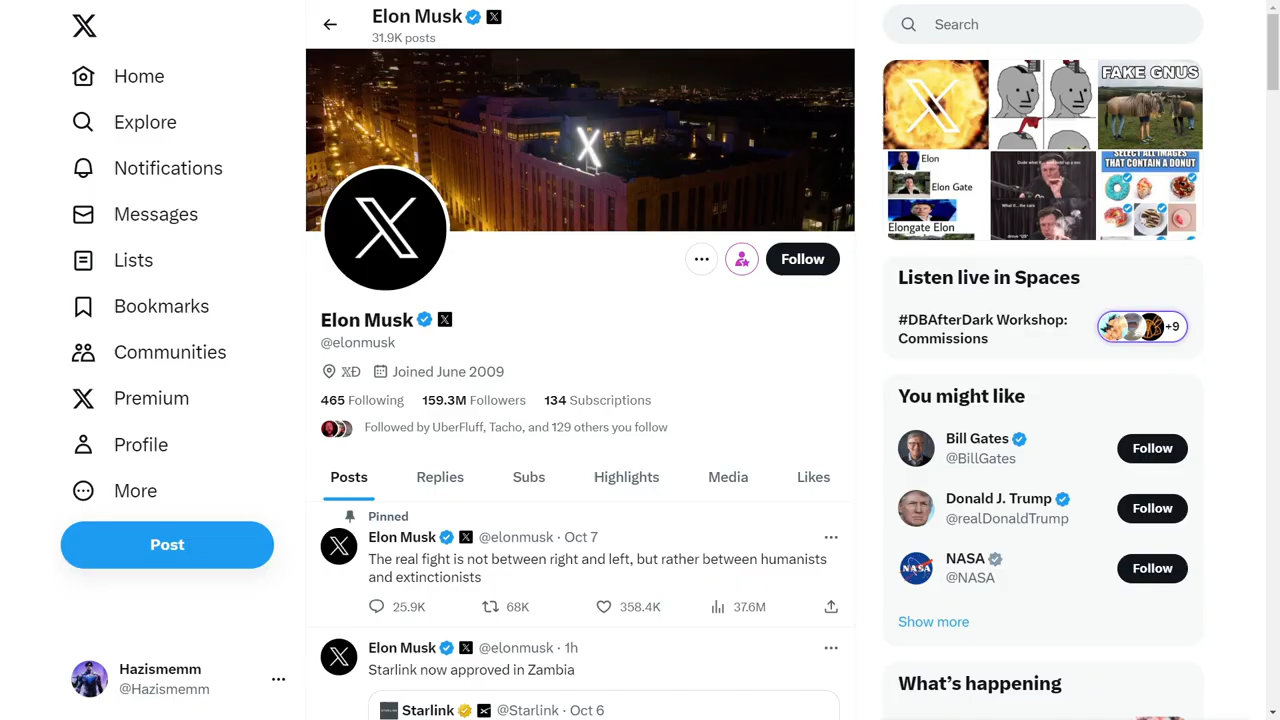 Home
Explore
Notifications
Messages
Lists
Bookmarks
Communities
Premium
Profile
More
Post
Hazismemm
@Hazismemm
Elon Musk
31.9K posts
Follow
Elon Musk
@elonmusk
𝕏Ð Joined June 2009
465 Following 159.3M Followers 134 Subscriptions
Followed by UberFluff, Tacho, and 129 others you follow
Posts Replies Subs Highlights Media Likes
Pinned
Elon Musk @elonmusk · Oct 7
The real fight is not between right and left, but rather between humanists
and extinctionists
25.9K 68K 358.4K 37.6M
Elon Musk @elonmusk · 1h
Starlink now approved in Zambia
Starlink @Starlink · Oct 6
Search
FAKE GNUS
Elon
Elon Gate
Elongate Elon
SELECT ALL IMAGES
THAT CONTAIN A DONUT
Listen live in Spaces
#DBAfterDark Workshop:
Commissions
+9
You might like
Bill Gates
@BillGates
Follow
Donald J. Trump
@realDonaldTrump
Follow
NASA
@NASA
Follow
Show more
What’s happening